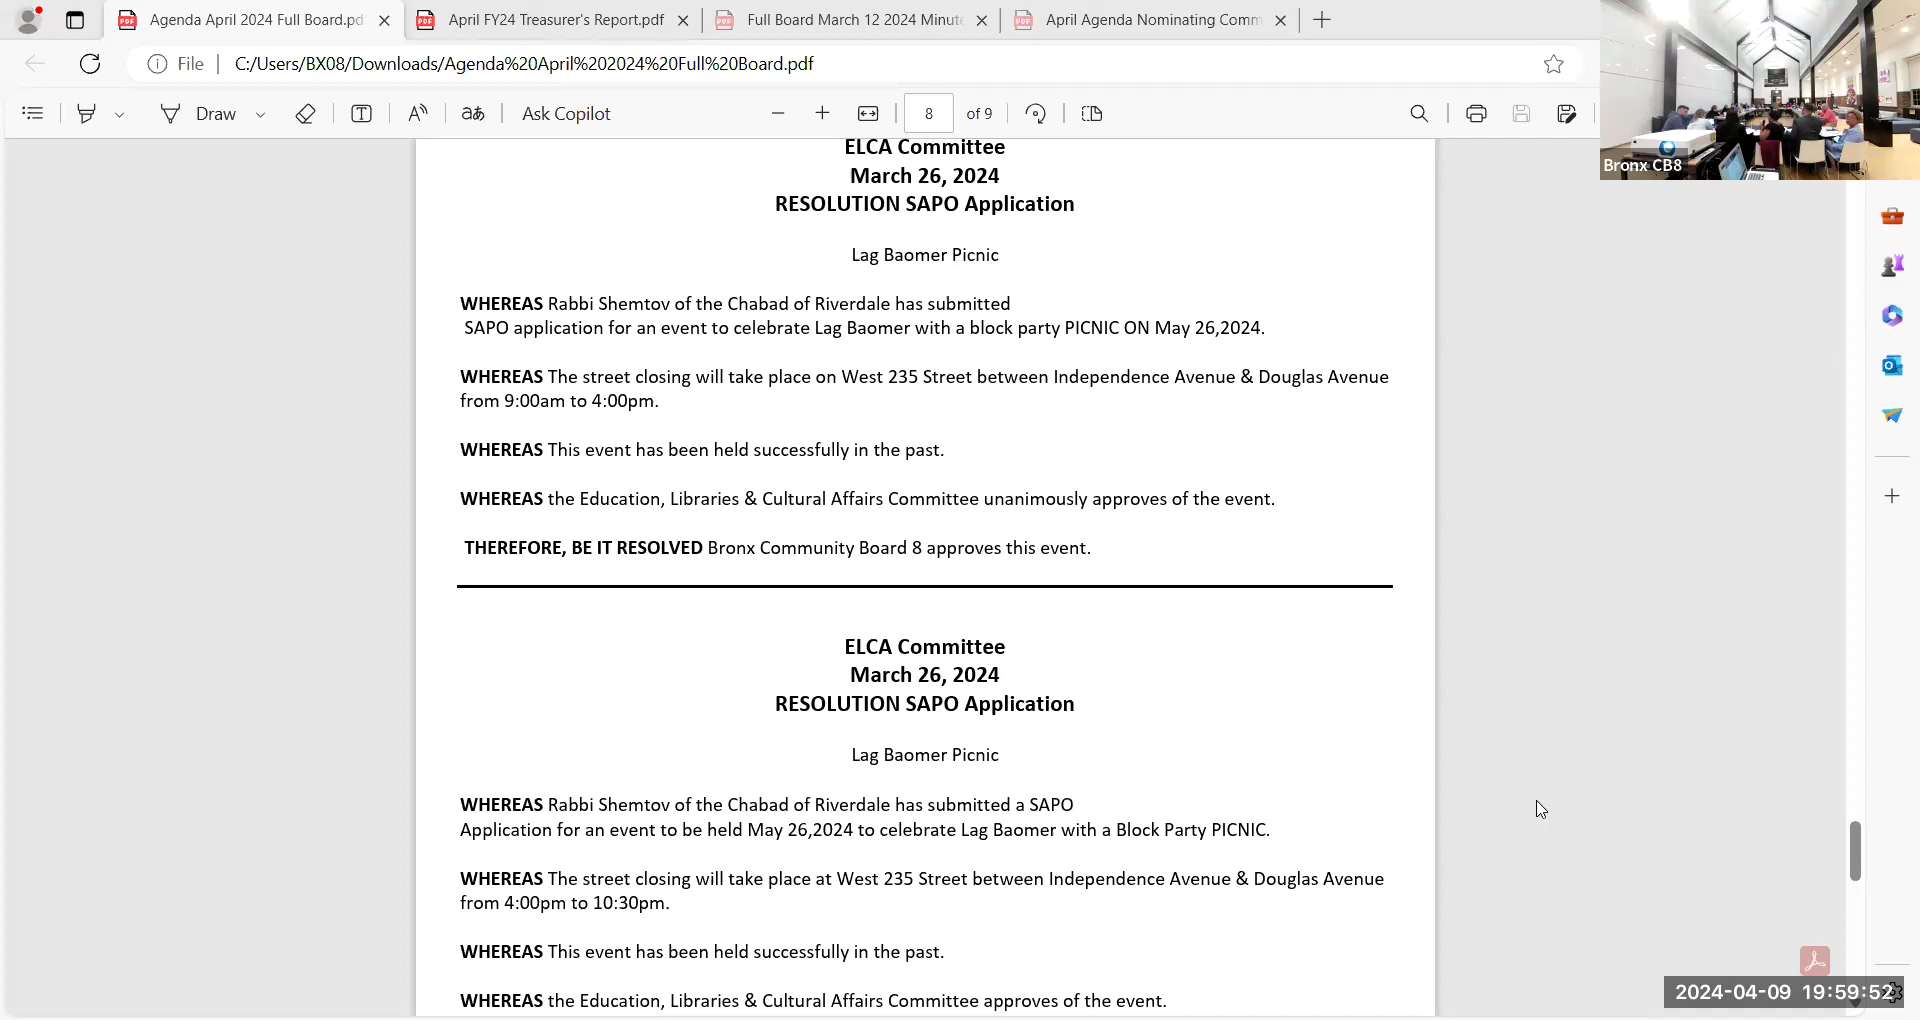 Agenda April 2024 Full Board.pd
April FY24 Treasurer's Report.pdf
Full Board March 12 2024 Minut
April Agenda Nominating Comm
File
C:/Users/BX08/Downloads/Agenda%20April%202024%20Full%20Board.pdf
Draw
Ask Copilot
8 of 9
Bronx CB8
ELCA Committee
March 26, 2024
RESOLUTION SAPO Application
Lag Baomer Picnic
WHEREAS Rabbi Shemtov of the Chabad of Riverdale has submitted
SAPO application for an event to celebrate Lag Baomer with a block party PICNIC ON May 26,2024.
WHEREAS The street closing will take place on West 235 Street between Independence Avenue & Douglas Avenue
from 9:00am to 4:00pm.
WHEREAS This event has been held successfully in the past.
WHEREAS the Education, Libraries & Cultural Affairs Committee unanimously approves of the event.
THEREFORE, BE IT RESOLVED Bronx Community Board 8 approves this event.
ELCA Committee
March 26, 2024
RESOLUTION SAPO Application
Lag Baomer Picnic
WHEREAS Rabbi Shemtov of the Chabad of Riverdale has submitted a SAPO
Application for an event to be held May 26,2024 to celebrate Lag Baomer with a Block Party PICNIC.
WHEREAS The street closing will take place at West 235 Street between Independence Avenue & Douglas Avenue
from 4:00pm to 10:30pm.
WHEREAS This event has been held successfully in the past.
WHEREAS the Education, Libraries & Cultural Affairs Committee approves of the event.
2024-04-09 19:59:52